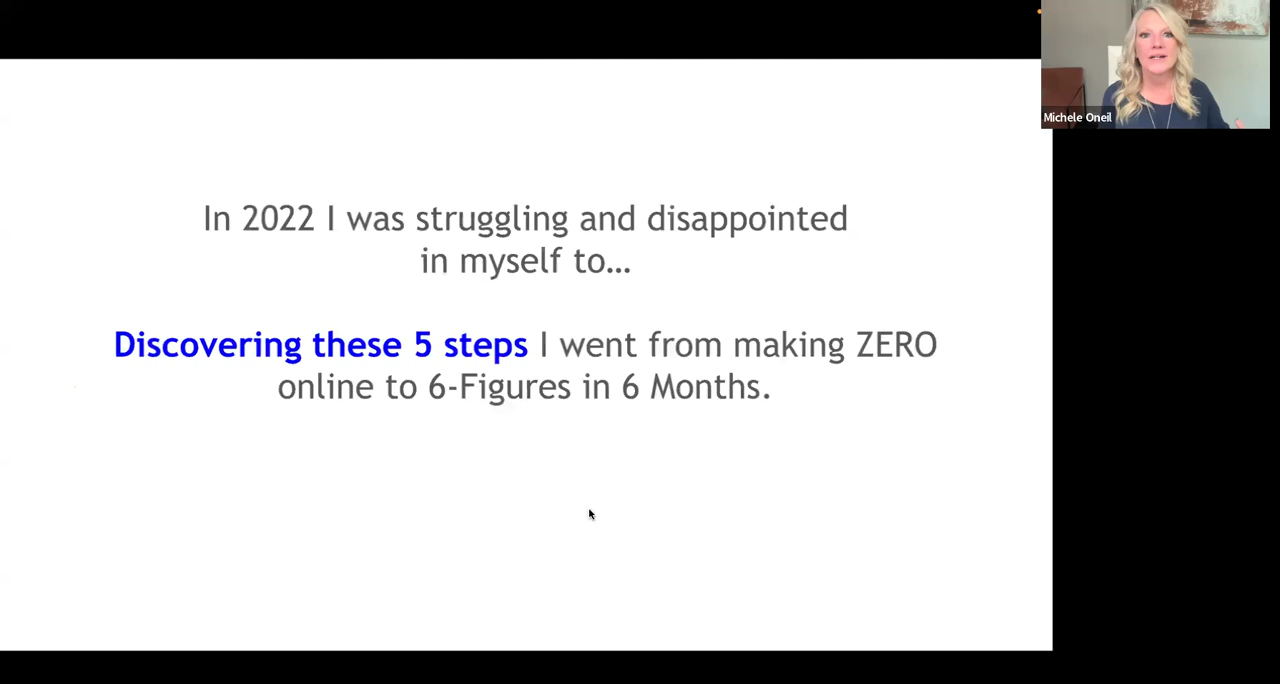 Michele Oneil
In 2022 I was struggling and disappointed
in myself to...
Discovering these 5 steps I went from making ZERO
online to 6-Figures in 6 Months.